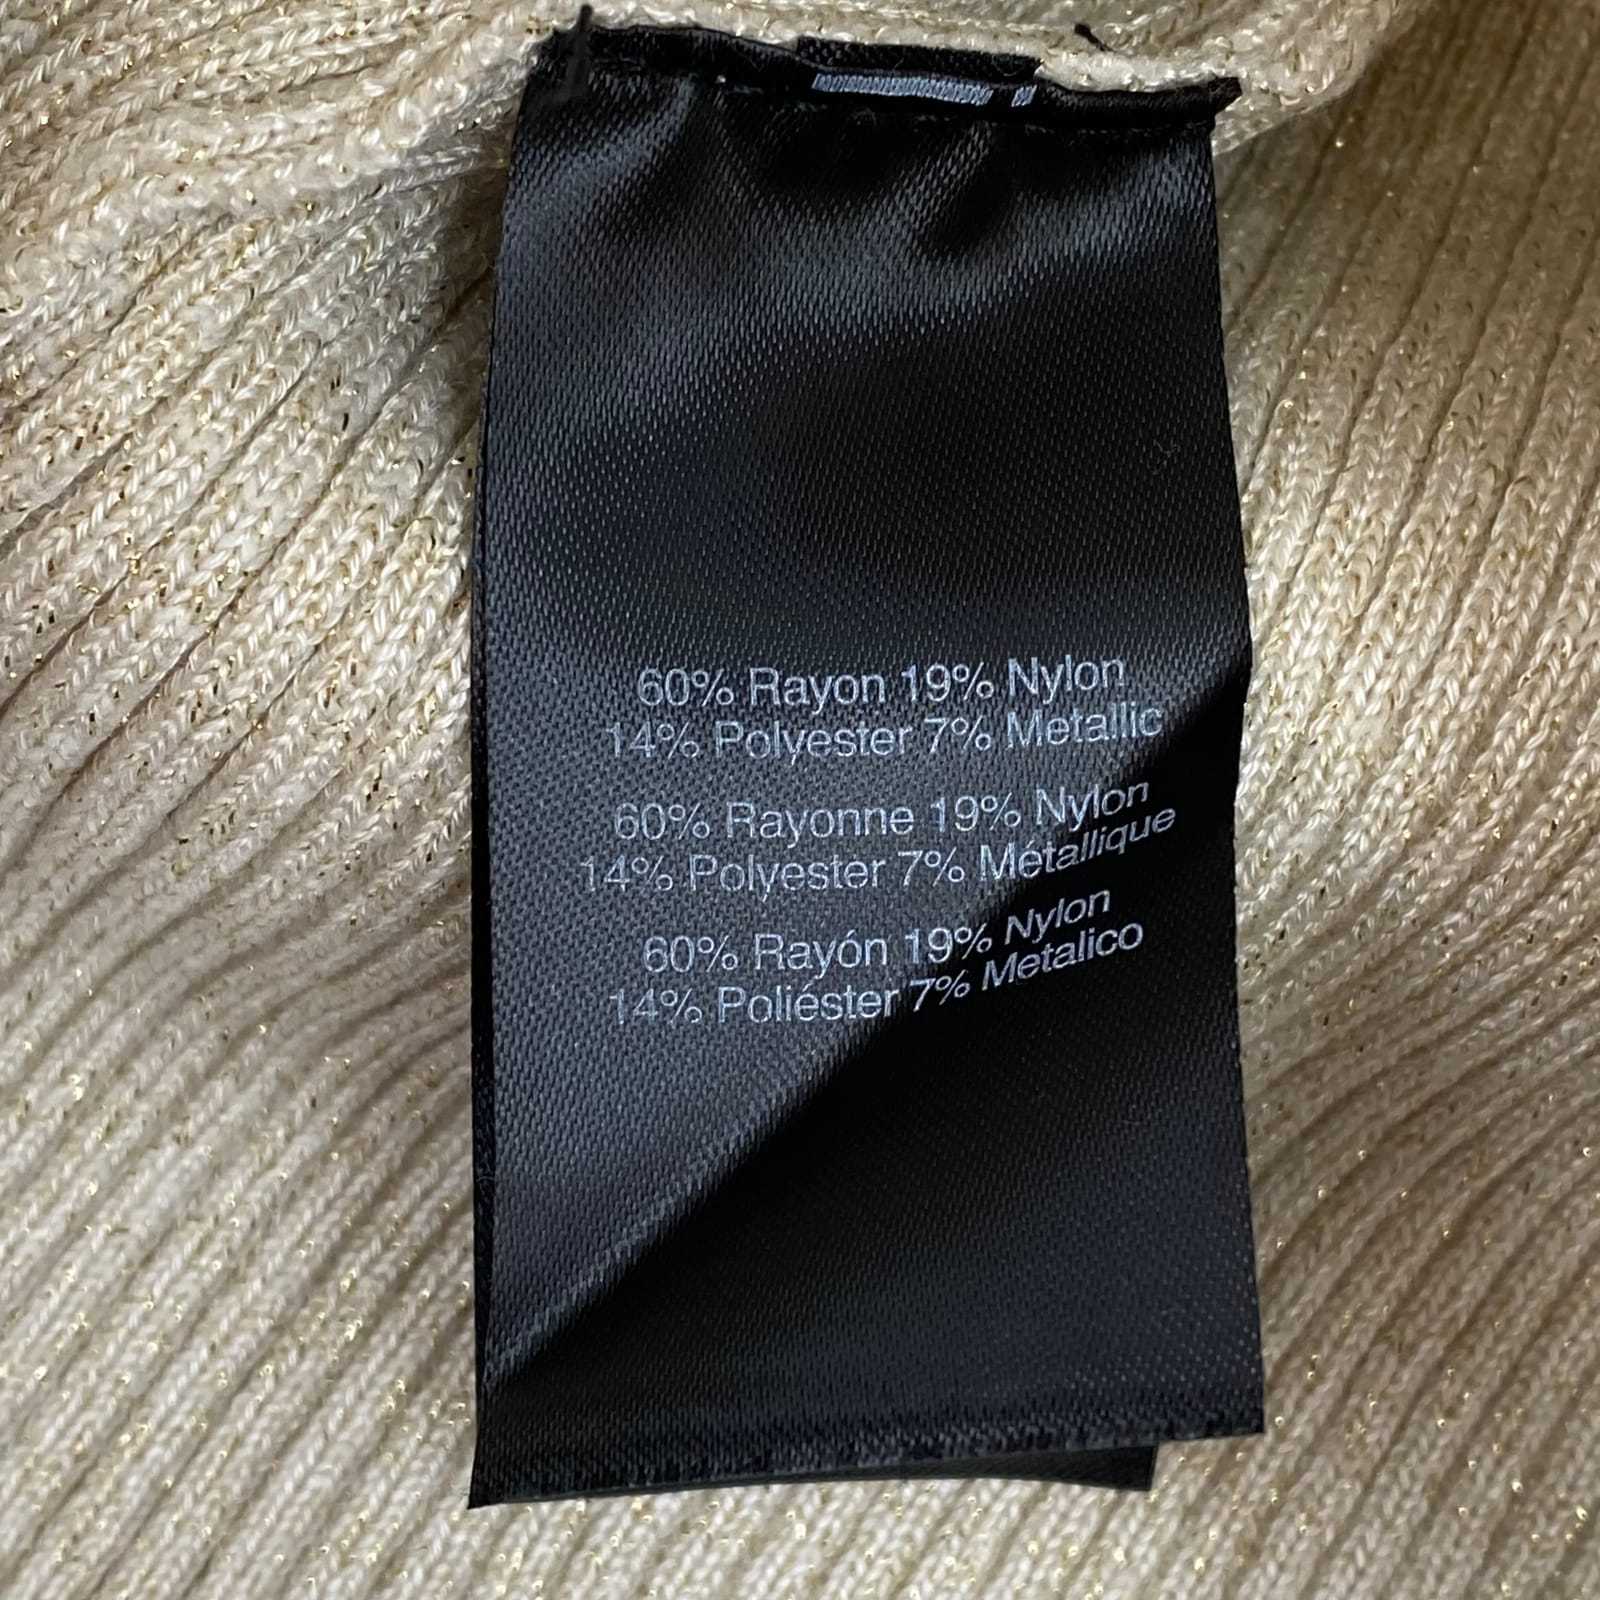 60% Rayon 19% Nylon
14% Polyester 7% Metallic
60% Rayonne 19% Nylon
14% Polyester 7% Métallique
60% Rayón 19% Nylon
14% Poliéster 7% Metalico